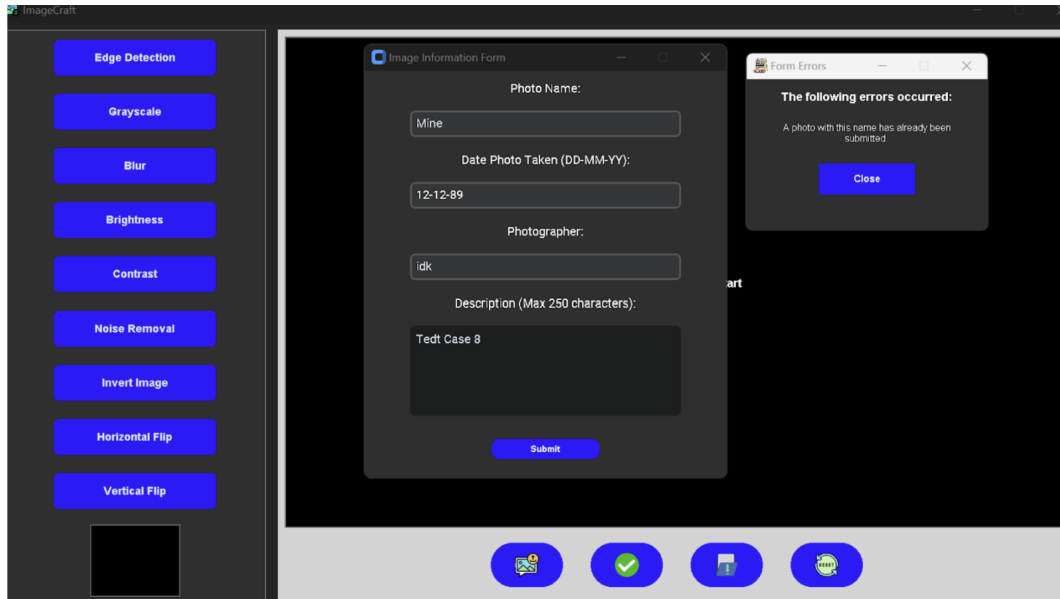 ImageCraft
Edge Detection
Grayscale
Blur
Brightness
Contrast
Noise Removal
Invert Image
Horizontal Flip
Vertical Flip
Image Information Form
Photo Name:
Mine
Date Photo Taken (DD-MM-YY):
12-12-89
Photographer:
idk
Description (Max 250 characters):
Tedt Case 8
Submit
Form Errors
The following errors occurred:
A photo with this name has already been
submitted
Close
art
RESET